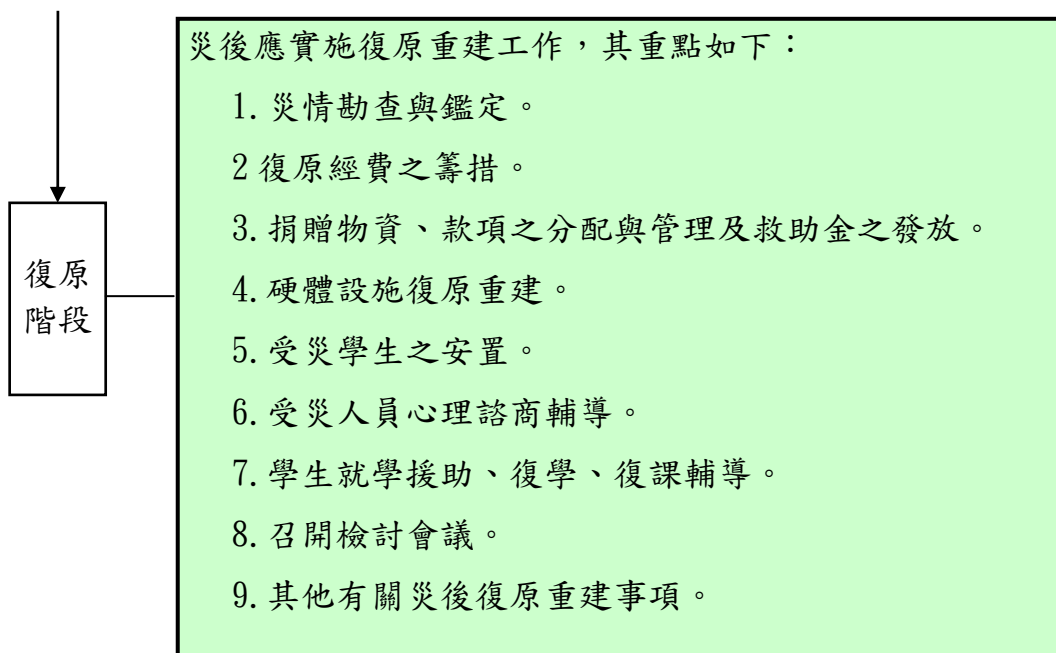 災後應實施復原重建工作，其重點如下：
1.災情勘查與鑑定。
2 復原經費之籌措。
3.捐贈物資、款項之分配與管理及救助金之發放。
4.硬體設施復原重建。
5.受災學生之安置。
6.受災人員心理諮商輔導。
7.學生就學援助、復學、復課輔導。
8.召開檢討會議。
9.其他有關災後復原重建事項。
復原
階段